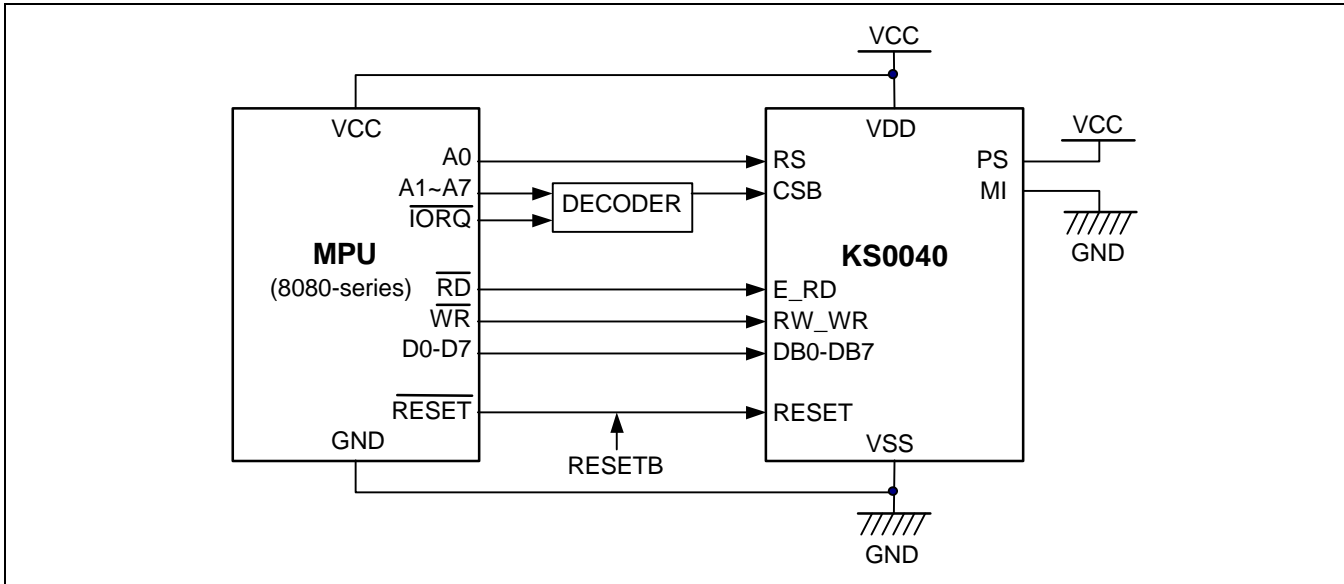 VCC
VCC
VDD
VCC
A0
RS
PS
A1~A7
DECODER
CSB
MI
IORQ
MPU
KS0040
GND
(8080-series)
RD
E_RD
WR
RW_WR
D0-D7
DB0-DB7
RESET
RESET
GND
RESETB
VSS
GND